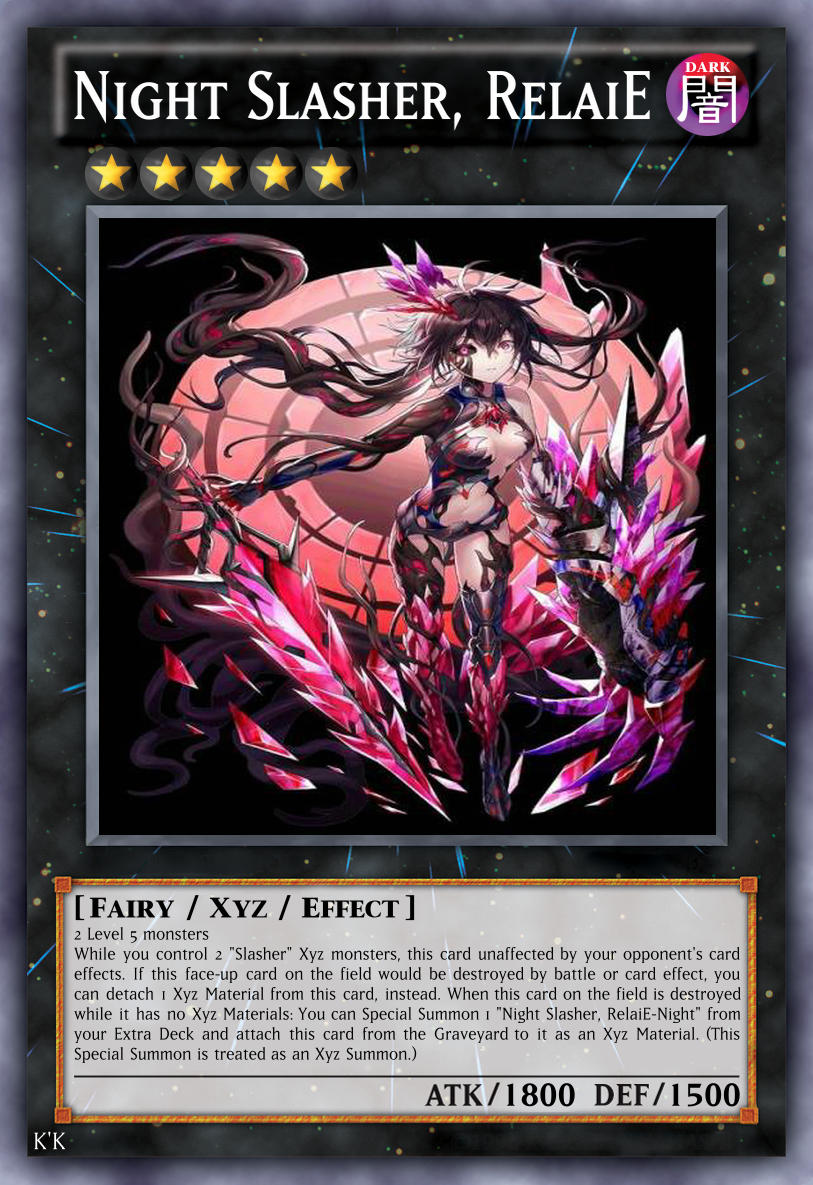 Night Slasher, RelaiE
DARK
闇
[ Fairy / Xyz / Effect ]
2 Level 5 monsters
While you control 2 "Slasher" Xyz monsters, this card unaffected by your opponent's card
effects. If this face-up card on the field would be destroyed by battle or card effect, you
can detach 1 Xyz Material from this card, instead. When this card on the field is destroyed
while it has no Xyz Materials: You can Special Summon 1 "Night Slasher, RelaiE-Night" from
your Extra Deck and attach this card from the Graveyard to it as an Xyz Material. (This
Special Summon is treated as an Xyz Summon.)
ATK/1800 DEF/1500
K'K